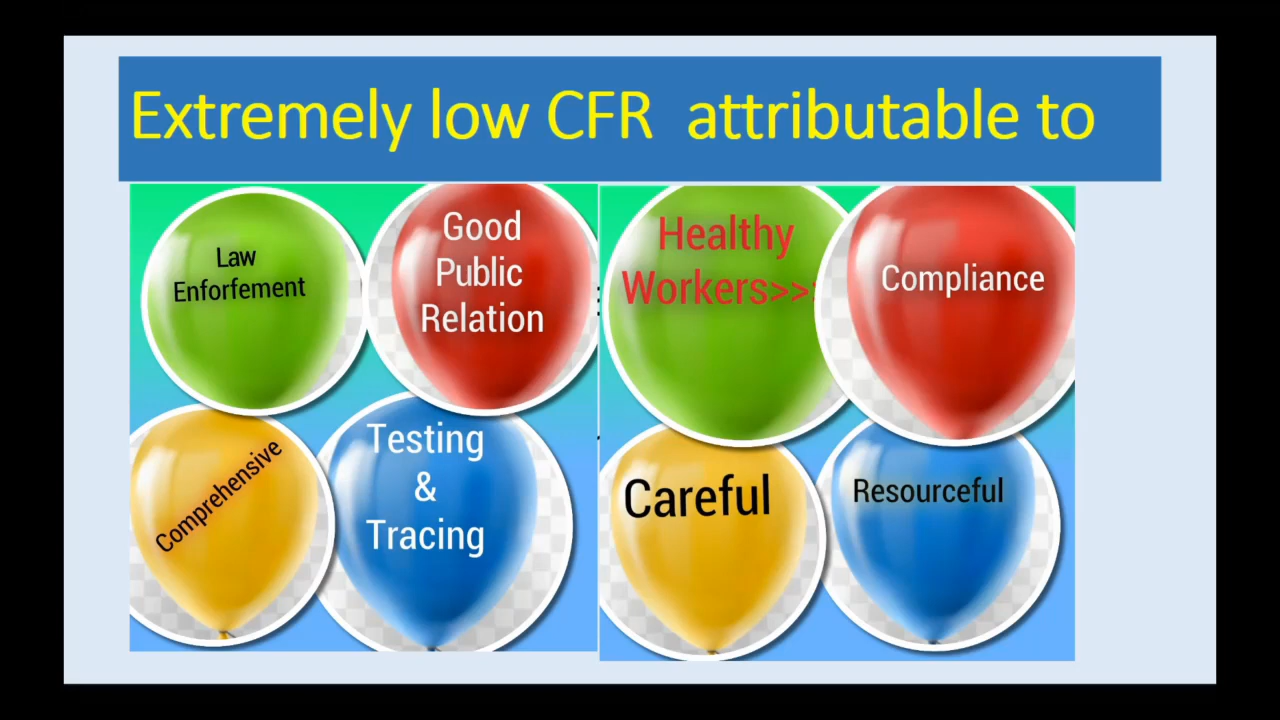 Extremely low CFR attributable to
Law
Enforfement
Good
Public
Relation
Comprehensive
Testing
&
Tracing
Healthy
Workers>>
Compliance
Careful
Resourceful